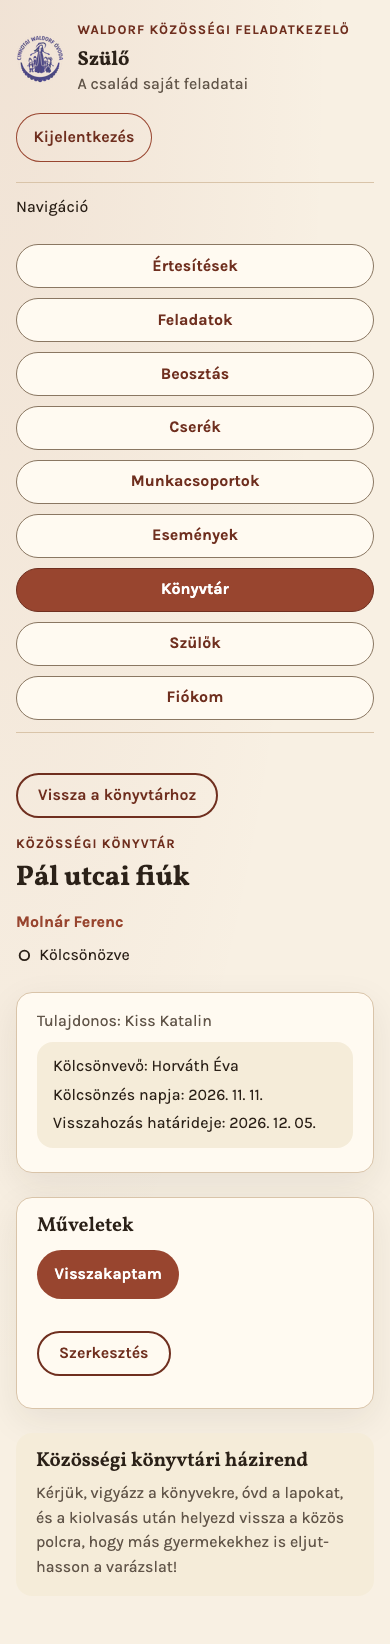 WALDORF KÖZÖSSÉGI FELADATKEZELŐ
Szülő
A család saját feladatai
Kijelentkezés
Navigáció
Értesítések
Feladatok
Beosztás
Cserék
Munkacsoportok
Események
Könyvtár
Szülők
Fiókom
Vissza a könyvtárhoz
KÖZÖSSÉGI KÖNYVTÁR
Pál utcai fiúk
Molnár Ferenc
Kölcsönözve
Tulajdonos: Kiss Katalin
Kölcsönvevő: Horváth Éva
Kölcsönzés napja: 2026. 11. 11.
Visszahozás határideje: 2026. 12. 05.
Műveletek
Visszakaptam
Szerkesztés
Közösségi könyvtári házirend
Kérjük, vigyázz a könyvekre, óvd a lapokat,
és a kiolvasás után helyezd vissza a közös
polcra, hogy más gyermekekhez is eljut-
hasson a varázslat!